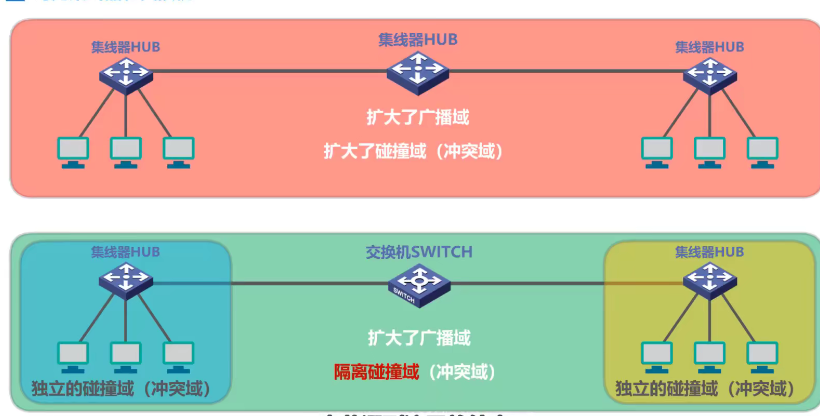 集线器HUB
集线器HUB
集线器HUB
扩大了广播域
扩大了碰撞域（冲突域）
集线器HUB
交换机SWITCH
集线器HUB
SWITCH
扩大了广播域
隔离碰撞域（冲突域）
独立的碰撞域（冲突域）
独立的碰撞域（冲突域）